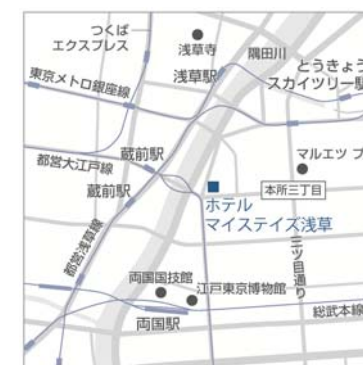 つくば
エクスプレス
浅草寺
隅田川
浅草駅
とうきょう
スカイツリー駅
東京メトロ銀座線
蔵前駅
都営大江戸線
マルエツ プ
蔵前駅
本所三丁目
ホテル
マイステイズ浅草
都営浅草線
三ツ目通り
両国国技館
江戸東京博物館
総武本線
両国駅